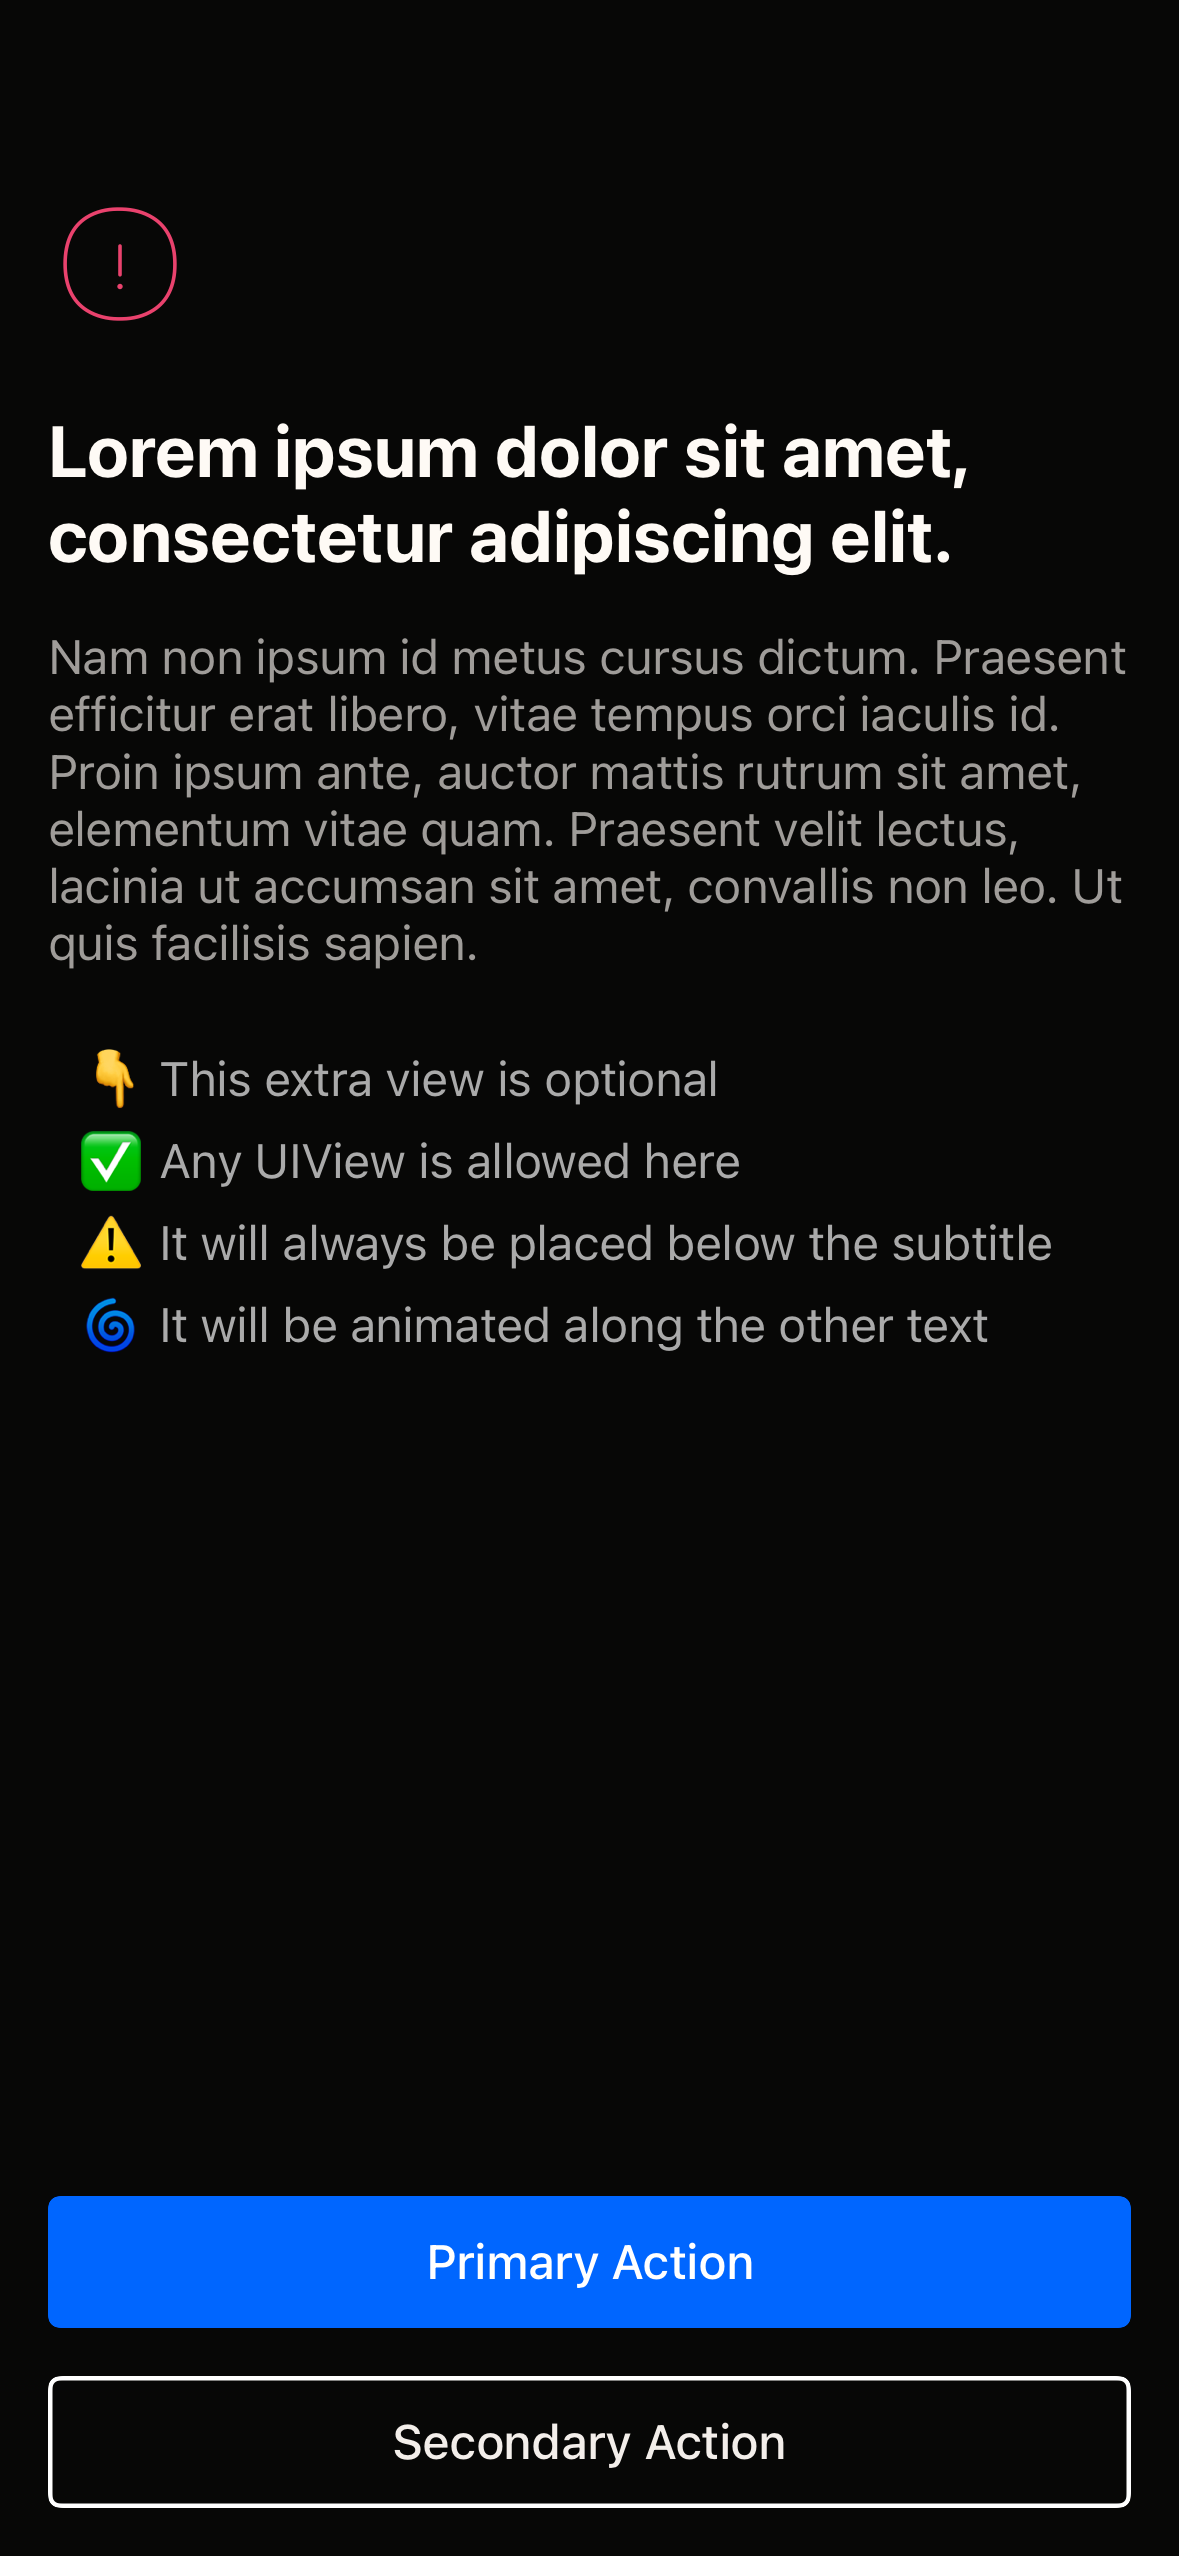 Lorem ipsum dolor sit amet,
consectetur adipiscing elit.
Nam non ipsum id metus cursus dictum. Praesent
efficitur erat libero, vitae tempus orci iaculis id.
Proin ipsum ante, auctor mattis rutrum sit amet,
elementum vitae quam. Praesent velit lectus,
lacinia ut accumsan sit amet, convallis non leo. Ut
quis facilisis sapien.
👇 This extra view is optional
✅ Any UIView is allowed here
⚠️ It will always be placed below the subtitle
🌀 It will be animated along the other text
Primary Action
Secondary Action